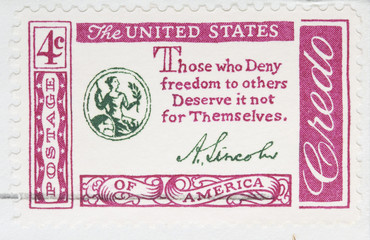 4¢
The UNITED STATES
POSTAGE
Those who Deny
freedom to others
Deserve it not
for Themselves.
A. Lincoln
Credo
OF AMERICA